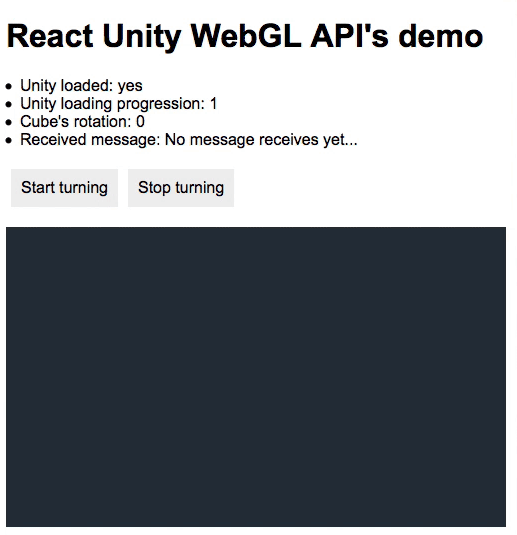 React Unity WebGL API's demo
Unity loaded: yes
Unity loading progression: 1
Cube's rotation: 0
Received message: No message receives yet...
Start turning
Stop turning